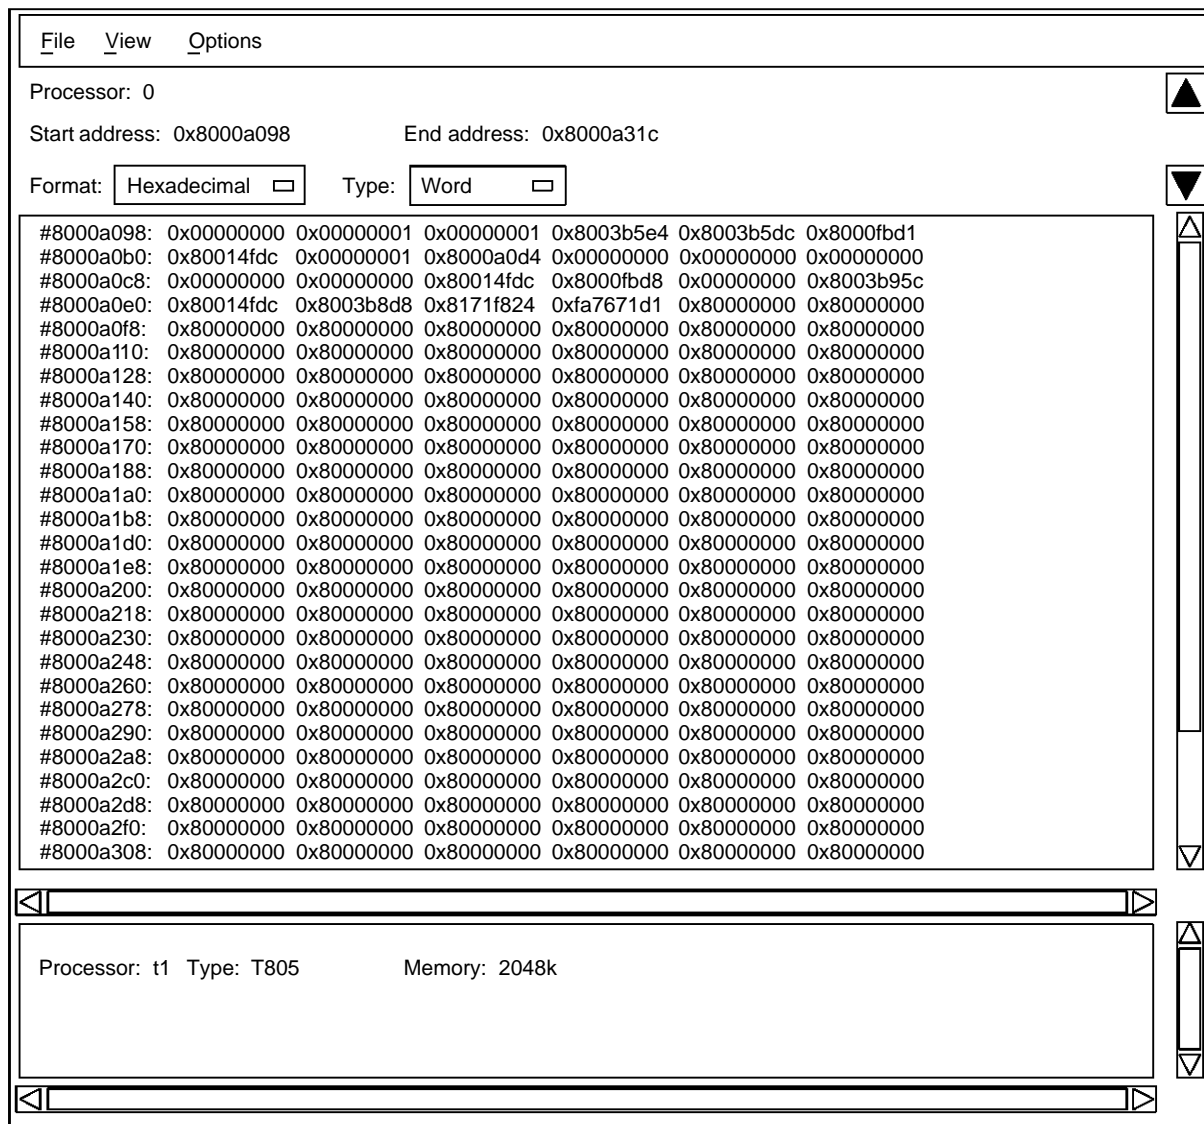 File View Options
Processor: 0
Start address: 0x8000a098 End address: 0x8000a31c
Format: Hexadecimal Type: Word
#8000a098: 0x00000000 0x00000001 0x00000001 0x8003b5e4 0x8003b5dc 0x8000fbd1
#8000a0b0: 0x80014fdc 0x00000001 0x8000a0d4 0x00000000 0x00000000 0x00000000
#8000a0c8: 0x00000000 0x00000000 0x80014fdc 0x8000fbd8 0x00000000 0x8003b95c
#8000a0e0: 0x80014fdc 0x8003b8d8 0x8171f824 0xfa7671d1 0x80000000 0x80000000
#8000a0f8: 0x80000000 0x80000000 0x80000000 0x80000000 0x80000000 0x80000000
#8000a110: 0x80000000 0x80000000 0x80000000 0x80000000 0x80000000 0x80000000
#8000a128: 0x80000000 0x80000000 0x80000000 0x80000000 0x80000000 0x80000000
#8000a140: 0x80000000 0x80000000 0x80000000 0x80000000 0x80000000 0x80000000
#8000a158: 0x80000000 0x80000000 0x80000000 0x80000000 0x80000000 0x80000000
#8000a170: 0x80000000 0x80000000 0x80000000 0x80000000 0x80000000 0x80000000
#8000a188: 0x80000000 0x80000000 0x80000000 0x80000000 0x80000000 0x80000000
#8000a1a0: 0x80000000 0x80000000 0x80000000 0x80000000 0x80000000 0x80000000
#8000a1b8: 0x80000000 0x80000000 0x80000000 0x80000000 0x80000000 0x80000000
#8000a1d0: 0x80000000 0x80000000 0x80000000 0x80000000 0x80000000 0x80000000
#8000a1e8: 0x80000000 0x80000000 0x80000000 0x80000000 0x80000000 0x80000000
#8000a200: 0x80000000 0x80000000 0x80000000 0x80000000 0x80000000 0x80000000
#8000a218: 0x80000000 0x80000000 0x80000000 0x80000000 0x80000000 0x80000000
#8000a230: 0x80000000 0x80000000 0x80000000 0x80000000 0x80000000 0x80000000
#8000a248: 0x80000000 0x80000000 0x80000000 0x80000000 0x80000000 0x80000000
#8000a260: 0x80000000 0x80000000 0x80000000 0x80000000 0x80000000 0x80000000
#8000a278: 0x80000000 0x80000000 0x80000000 0x80000000 0x80000000 0x80000000
#8000a290: 0x80000000 0x80000000 0x80000000 0x80000000 0x80000000 0x80000000
#8000a2a8: 0x80000000 0x80000000 0x80000000 0x80000000 0x80000000 0x80000000
#8000a2c0: 0x80000000 0x80000000 0x80000000 0x80000000 0x80000000 0x80000000
#8000a2d8: 0x80000000 0x80000000 0x80000000 0x80000000 0x80000000 0x80000000
#8000a2f0: 0x80000000 0x80000000 0x80000000 0x80000000 0x80000000 0x80000000
#8000a308: 0x80000000 0x80000000 0x80000000 0x80000000 0x80000000 0x80000000
Processor: t1 Type: T805 Memory: 2048k